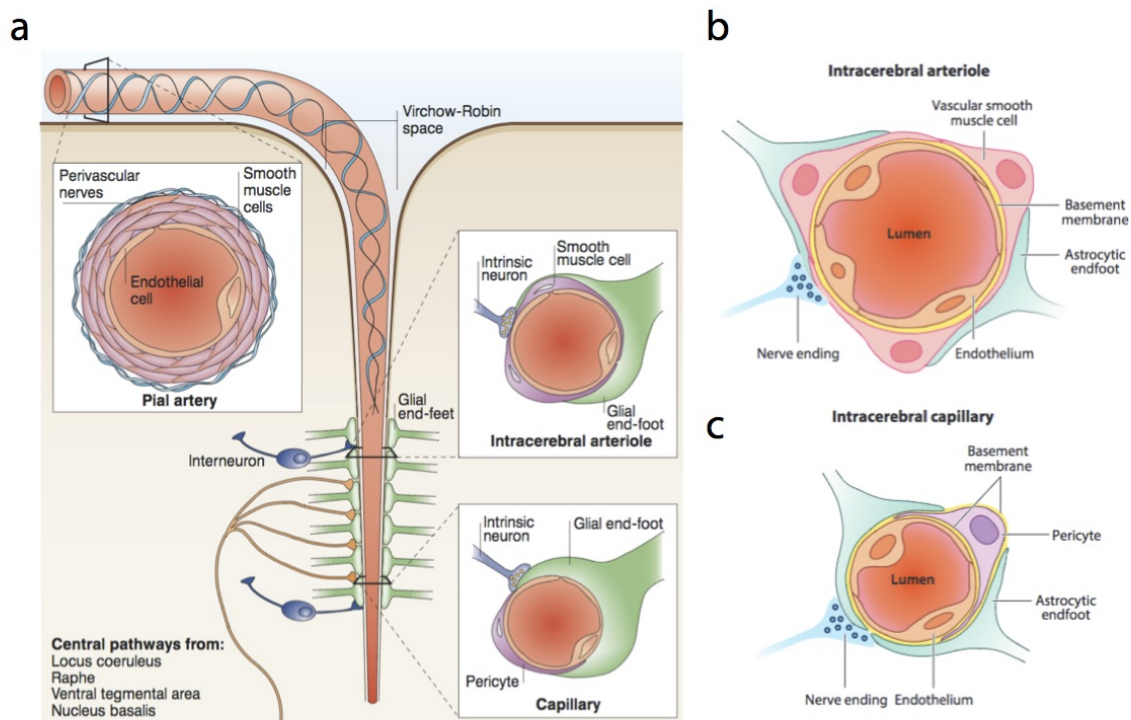 a
Virchow-Robin
space
Perivascular
nerves
Smooth
muscle
cells
Endothelial
cell
Pial artery
Intrinsic
neuron
Smooth
muscle cell
Glial
end-foot
Intracerebral arteriole
Glial
end-feet
Interneuron
Intrinsic
neuron
Glial end-foot
Pericyte
Capillary
Central pathways from:
Locus coeruleus
Raphe
Ventral tegmental area
Nucleus basalis
b
Intracerebral arteriole
Vascular smooth
muscle cell
Basement
membrane
Lumen
Astrocytic
endfoot
Nerve ending
Endothelium
c
Intracerebral capillary
Basement
membrane
Pericyte
Lumen
Astrocytic
endfoot
Nerve ending
Endothelium